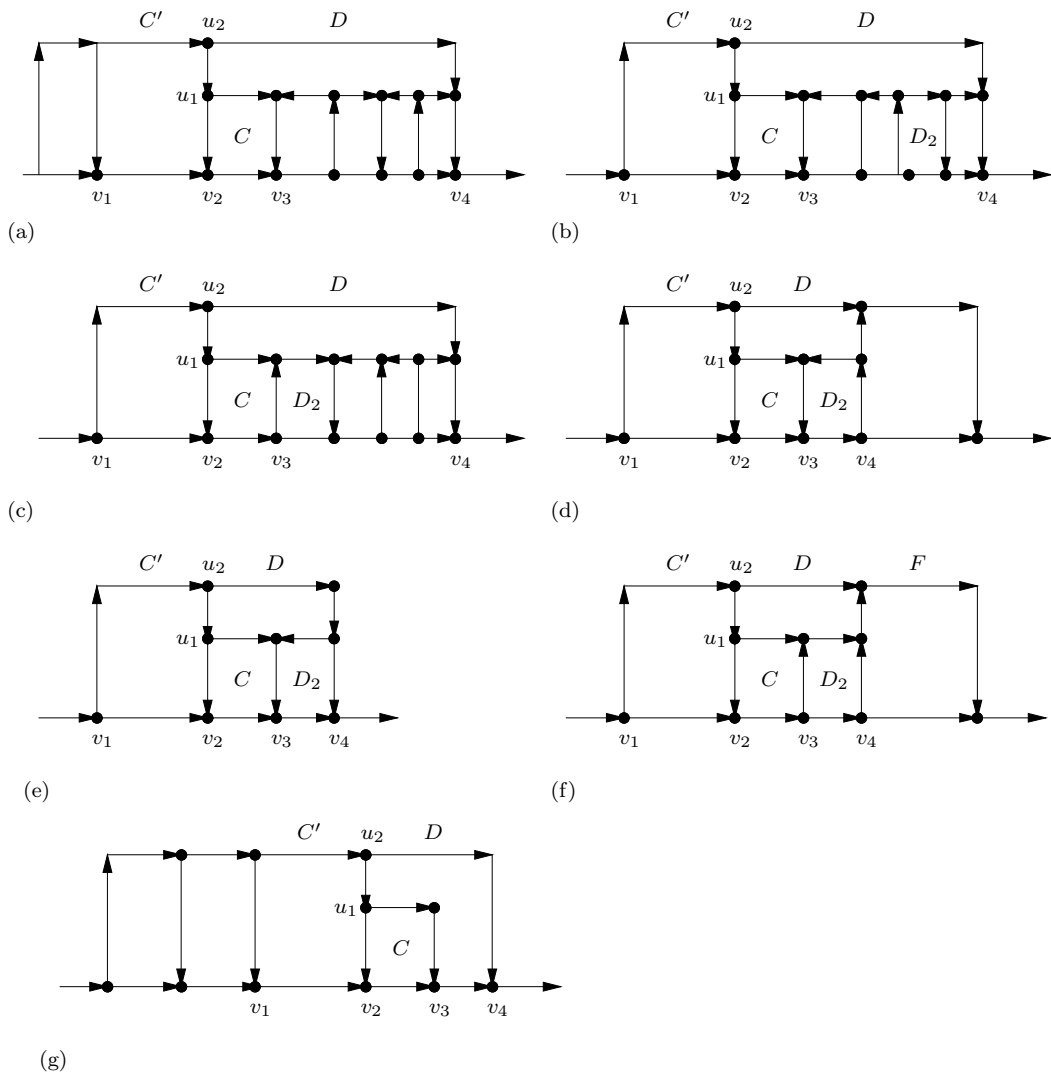 C′ u₂ D
C′ u₂ D
u₁
u₁
C
C D₂
v₁ v₂ v₃ v₄
v₁ v₂ v₃ v₄
(a)
(b)
C′ u₂ D
C′ u₂ D
u₁
u₁
C D₂
C D₂
v₁ v₂ v₃ v₄
v₁ v₂ v₃ v₄
(c)
(d)
C′ u₂ D
C′ u₂ D F
u₁
u₁
C D₂
C D₂
v₁ v₂ v₃ v₄
v₁ v₂ v₃ v₄
(e)
(f)
C′ u₂ D
u₁
C
v₁ v₂ v₃ v₄
(g)